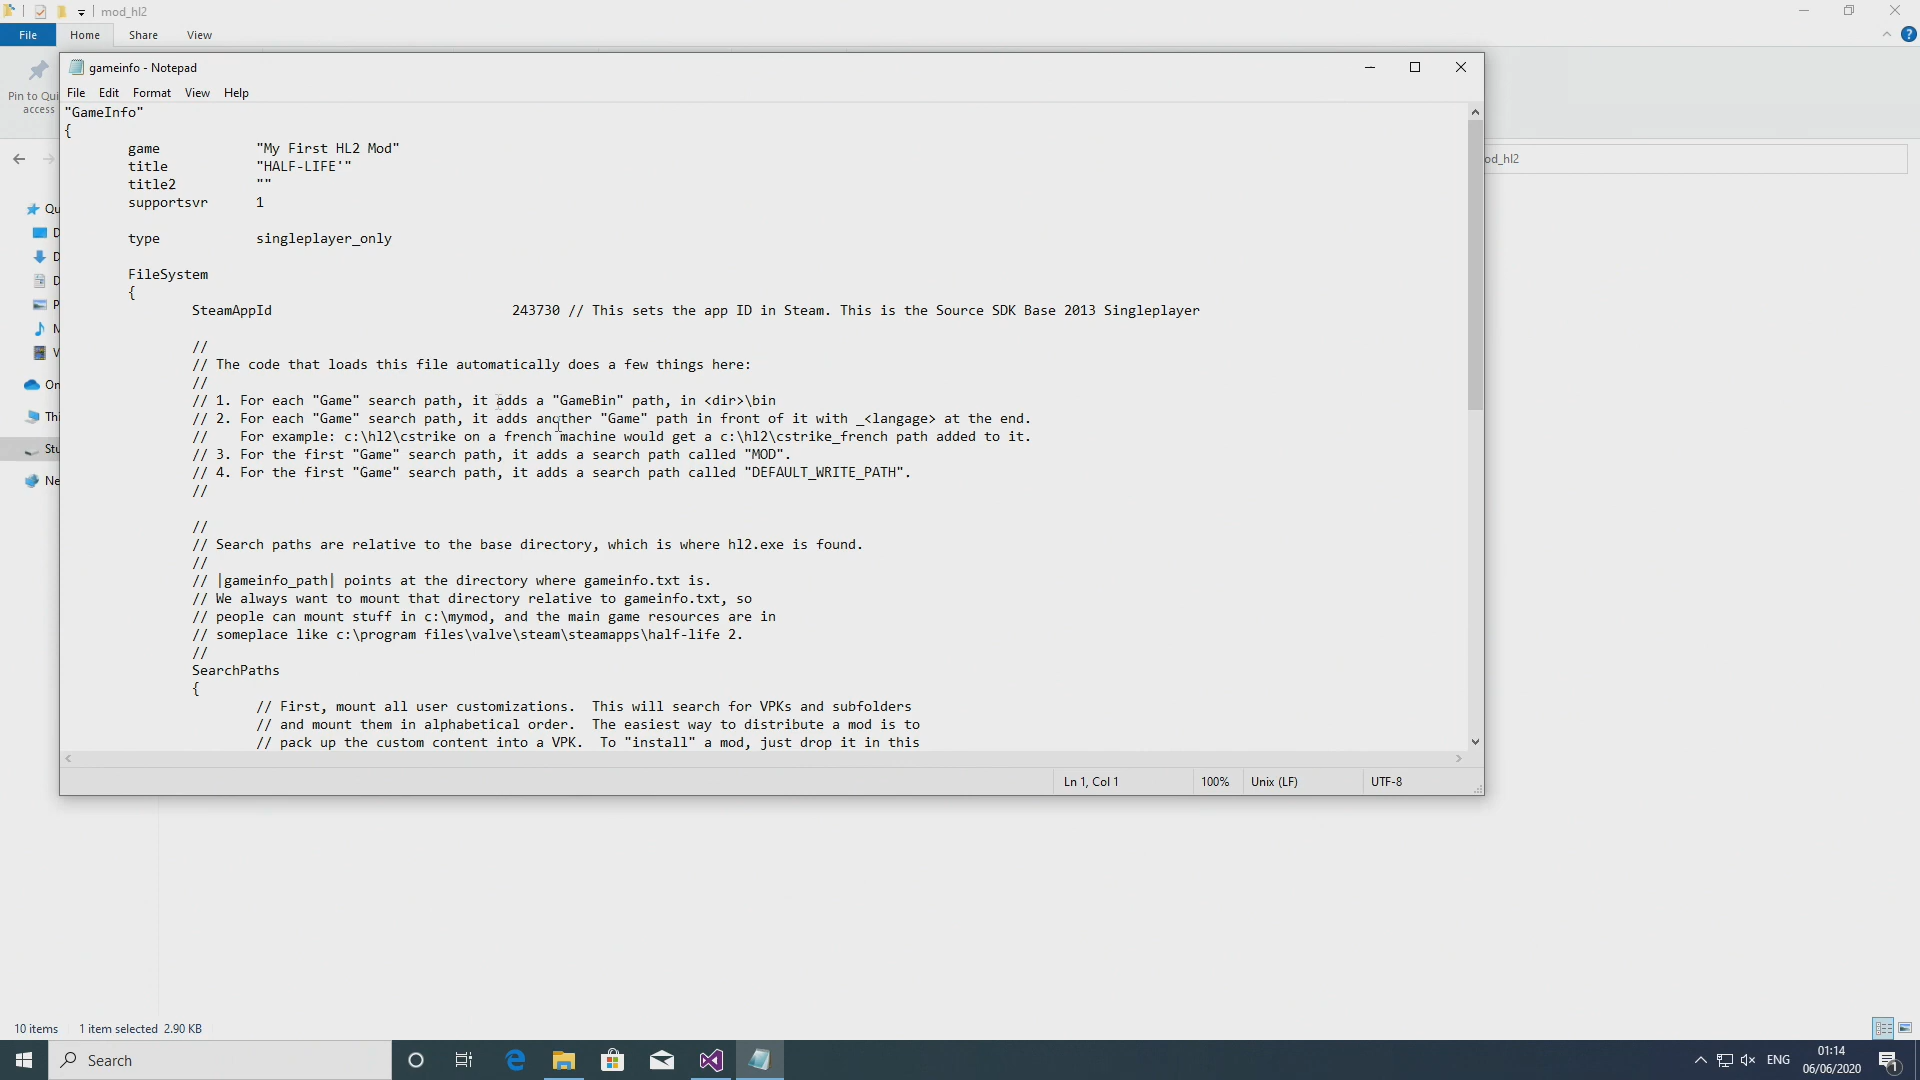 mod_hl2
File
Home
Share
View
Pin to Qui
access
od_hl2
gameinfo - Notepad
File Edit Format View Help
"GameInfo"
{
game "My First HL2 Mod"
title "HALF-LIFE'"
title2 ""
supportsvr 1
type singleplayer_only
FileSystem
{
SteamAppId 243730 // This sets the app ID in Steam. This is the Source SDK Base 2013 Singleplayer
//
// The code that loads this file automatically does a few things here:
//
// 1. For each "Game" search path, it adds a "GameBin" path, in <dir>\bin
// 2. For each "Game" search path, it adds another "Game" path in front of it with _<langage> at the end.
// For example: c:\hl2\cstrike on a french machine would get a c:\hl2\cstrike_french path added to it.
// 3. For the first "Game" search path, it adds a search path called "MOD".
// 4. For the first "Game" search path, it adds a search path called "DEFAULT_WRITE_PATH".
//
//
// Search paths are relative to the base directory, which is where hl2.exe is found.
//
// |gameinfo_path| points at the directory where gameinfo.txt is.
// We always want to mount that directory relative to gameinfo.txt, so
// people can mount stuff in c:\mymod, and the main game resources are in
// someplace like c:\program files\valve\steam\steamapps\half-life 2.
//
SearchPaths
{
// First, mount all user customizations.  This will search for VPKs and subfolders
// and mount them in alphabetical order.  The easiest way to distribute a mod is to
// pack up the custom content into a VPK.  To "install" a mod, just drop it in this
Ln 1, Col 1
100%
Unix (LF)
UTF-8
Qu
D
D
D
P
M
V
On
Thi
Stu
Ne
10 items
1 item selected 2.90 KB
Search
ENG
01:14
06/06/2020
1